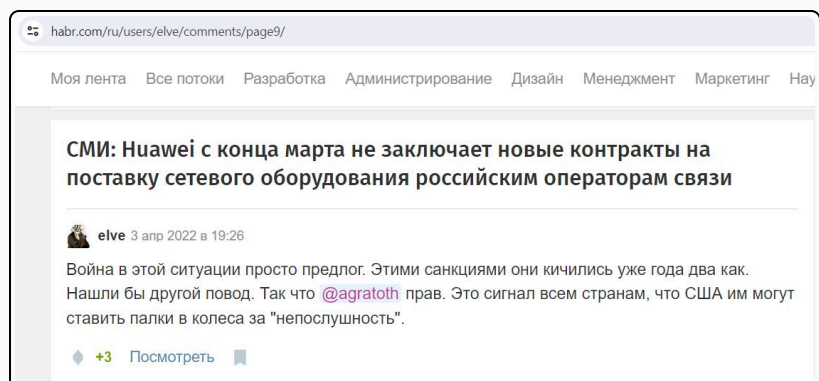 habr.com/ru/users/elve/comments/page9/
Моя лента Все потоки Разработка Администрирование Дизайн Менеджмент Маркетинг Нау
СМИ: Huawei с конца марта не заключает новые контракты на
поставку сетевого оборудования российским операторам связи
elve 3 апр 2022 в 19:26
Война в этой ситуации просто предлог. Этими санкциями они кичились уже года два как.
Нашли бы другой повод. Так что @agratoth прав. Это сигнал всем странам, что США им могут
ставить палки в колеса за "непослушность".
+3 Посмотреть